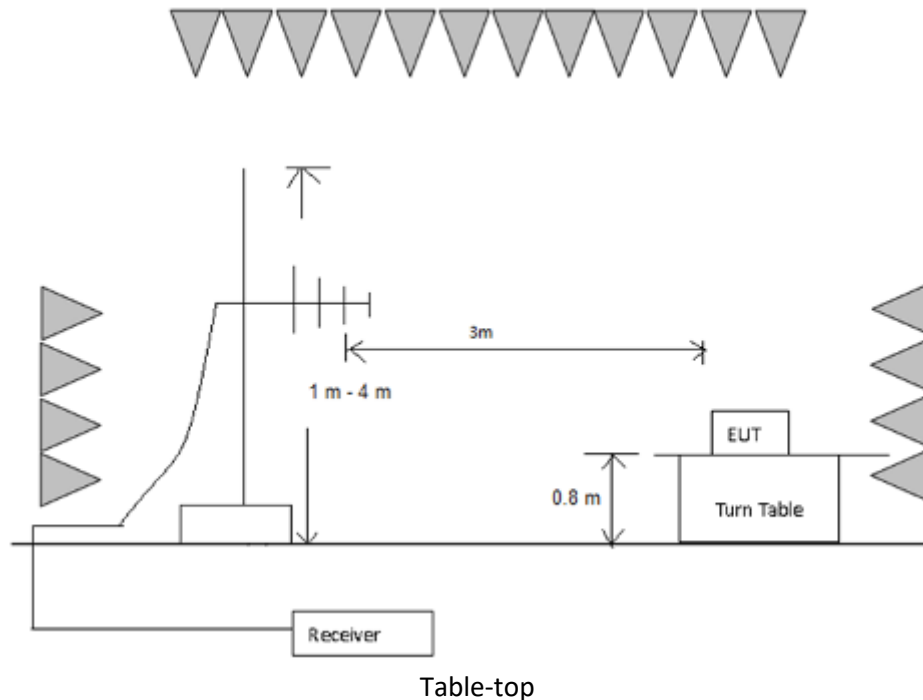 3m
1 m - 4 m
EUT
0.8 m
Turn Table
Receiver
Table-top